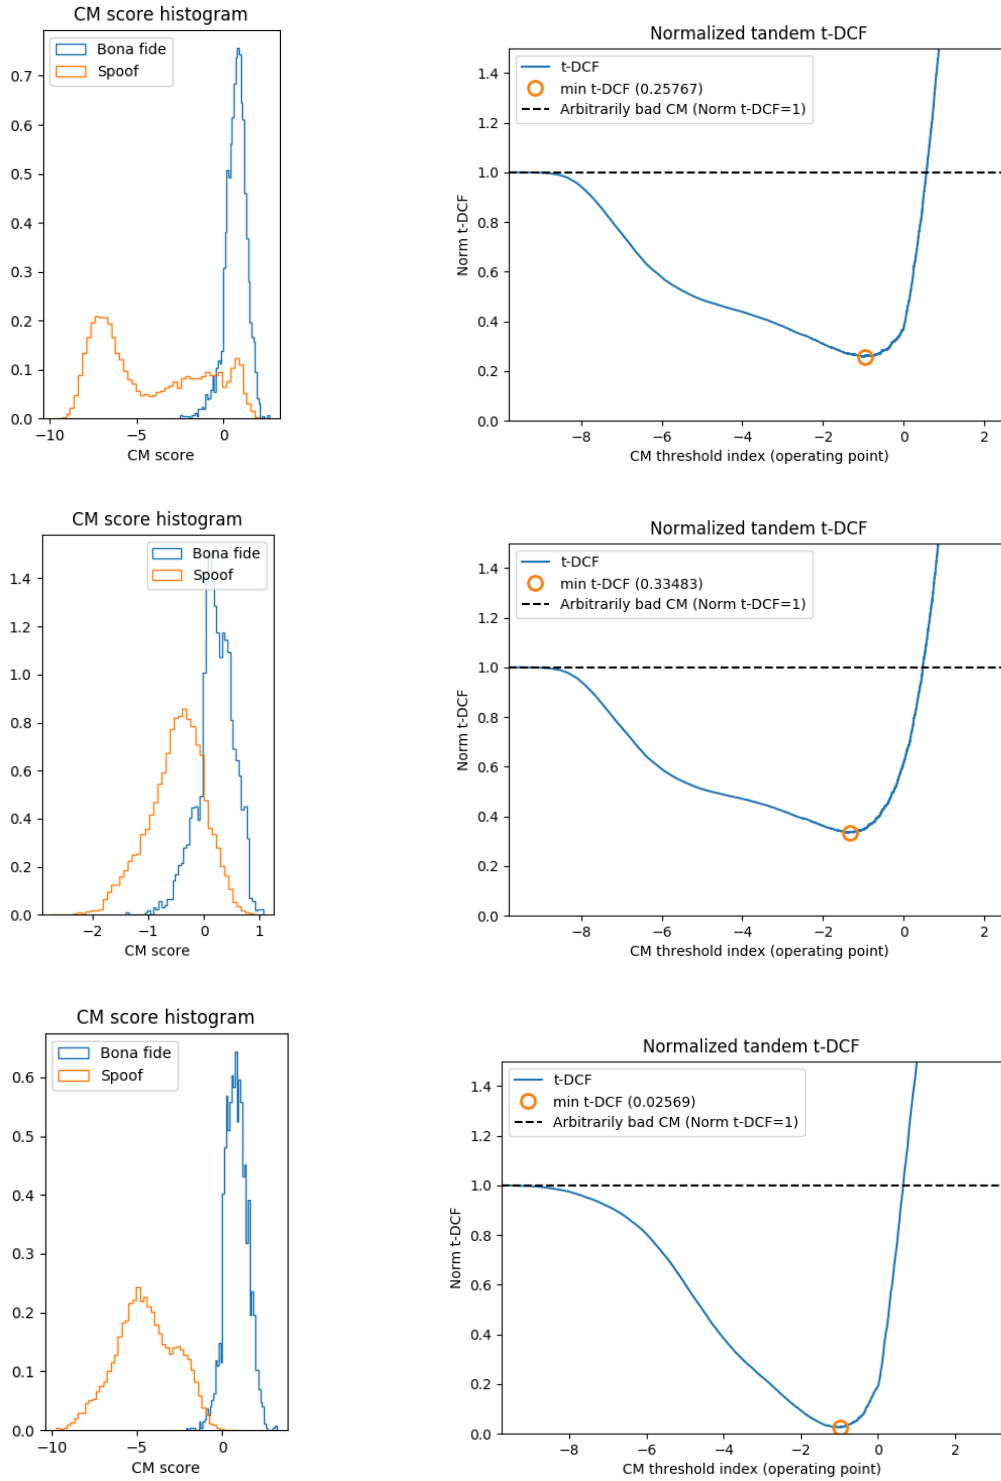 CM score histogram
Bona fide
Spoof
0.7
0.6
0.5
0.4
0.3
0.2
0.1
0.0
−10 −5 0
CM score
Normalized tandem t-DCF
t-DCF
min t-DCF (0.25767)
Arbitrarily bad CM (Norm t-DCF=1)
1.4
1.2
1.0
0.8
0.6
0.4
0.2
0.0
Norm t-DCF
−8 −6 −4 −2 0 2
CM threshold index (operating point)
CM score histogram
Bona fide
Spoof
1.4
1.2
1.0
0.8
0.6
0.4
0.2
0.0
−2 −1 0 1
CM score
Normalized tandem t-DCF
t-DCF
min t-DCF (0.33483)
Arbitrarily bad CM (Norm t-DCF=1)
1.4
1.2
1.0
0.8
0.6
0.4
0.2
0.0
Norm t-DCF
−8 −6 −4 −2 0 2
CM threshold index (operating point)
CM score histogram
Bona fide
Spoof
0.6
0.5
0.4
0.3
0.2
0.1
0.0
−10 −5 0
CM score
Normalized tandem t-DCF
t-DCF
min t-DCF (0.02569)
Arbitrarily bad CM (Norm t-DCF=1)
1.4
1.2
1.0
0.8
0.6
0.4
0.2
0.0
Norm t-DCF
−8 −6 −4 −2 0 2
CM threshold index (operating point)